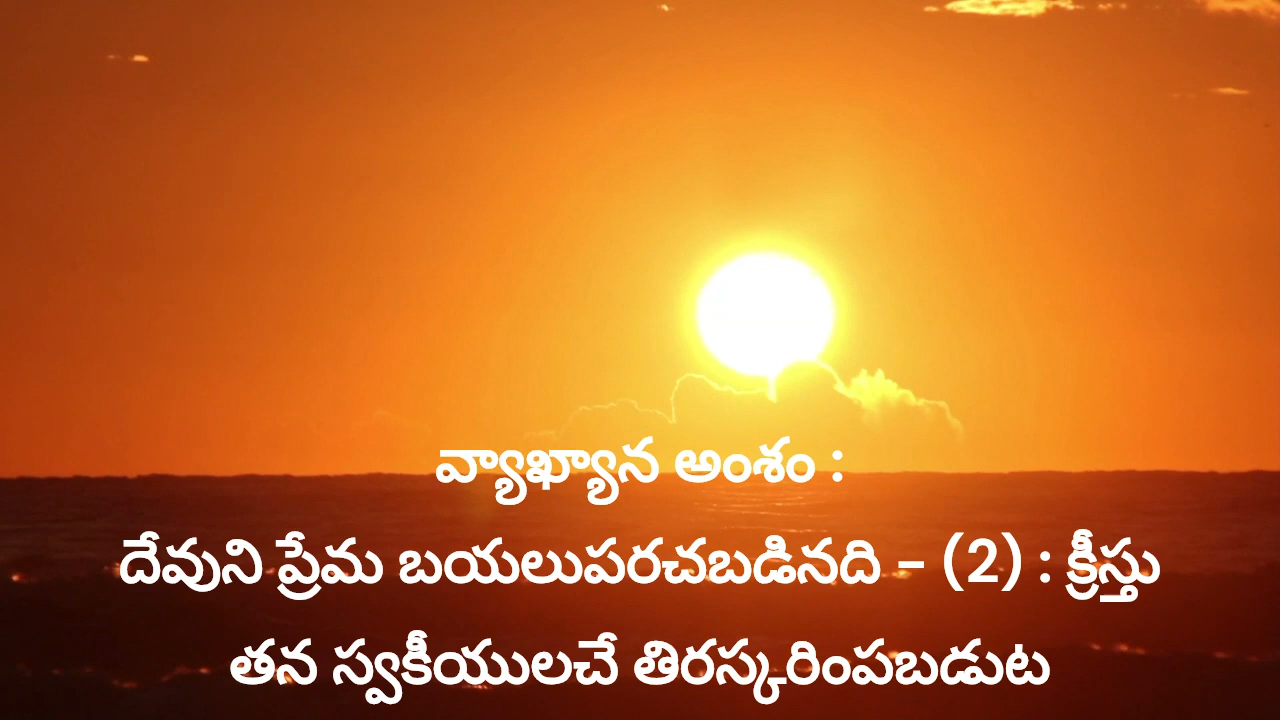 వ్యాఖ్యాన అంశం :
దేవుని ప్రేమ బయలుపరచబడినది – (2) : క్రీస్తు
తన స్వకీయులచే తిరస్కరింపబడుట